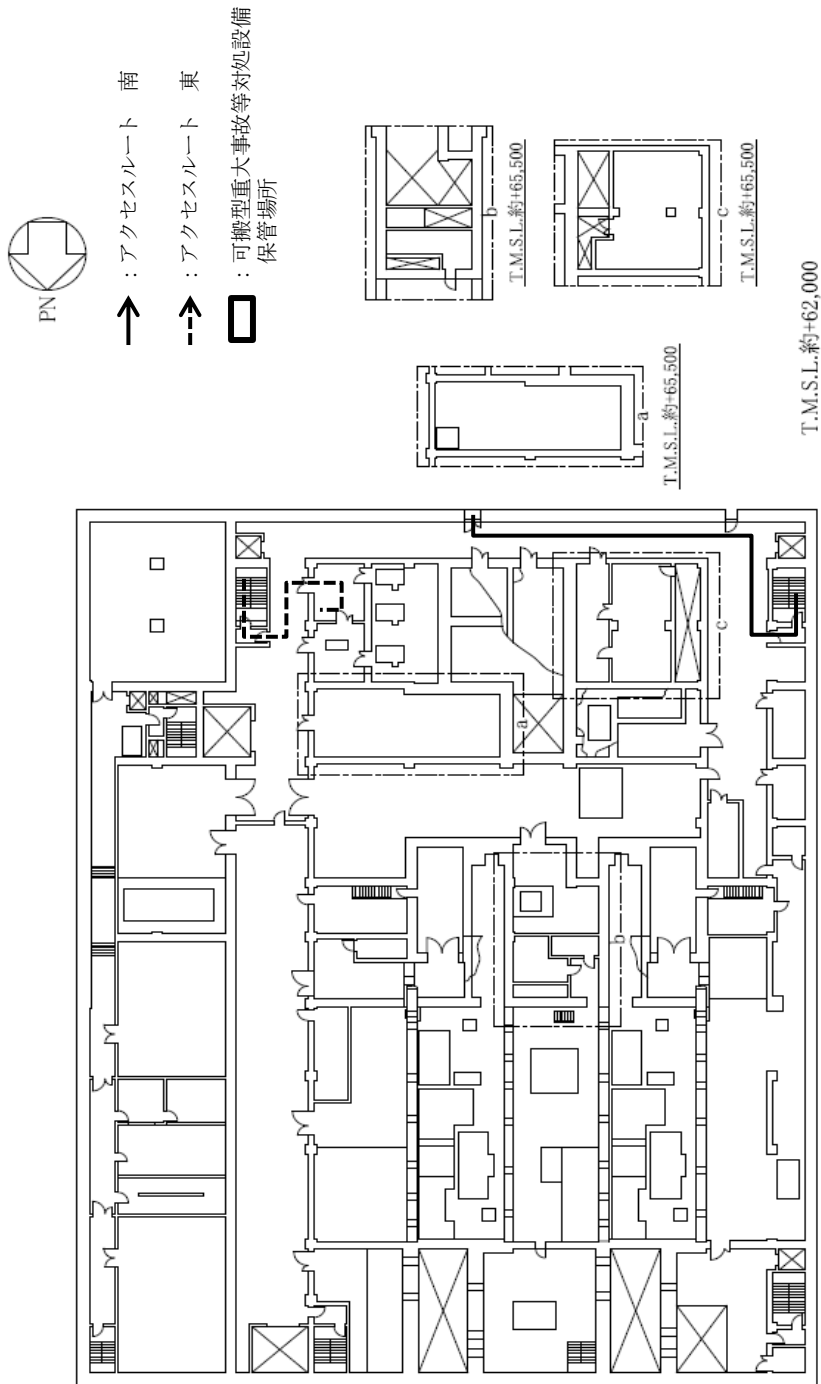 PN
：アクセスルート 南
：アクセスルート 東
：可搬型重大事故等対処設備
保管場所
b
T.M.S.L.約+65,500
c
T.M.S.L.約+65,500
a
T.M.S.L.約+65,500
T.M.S.L.約+62,000
a
b
c